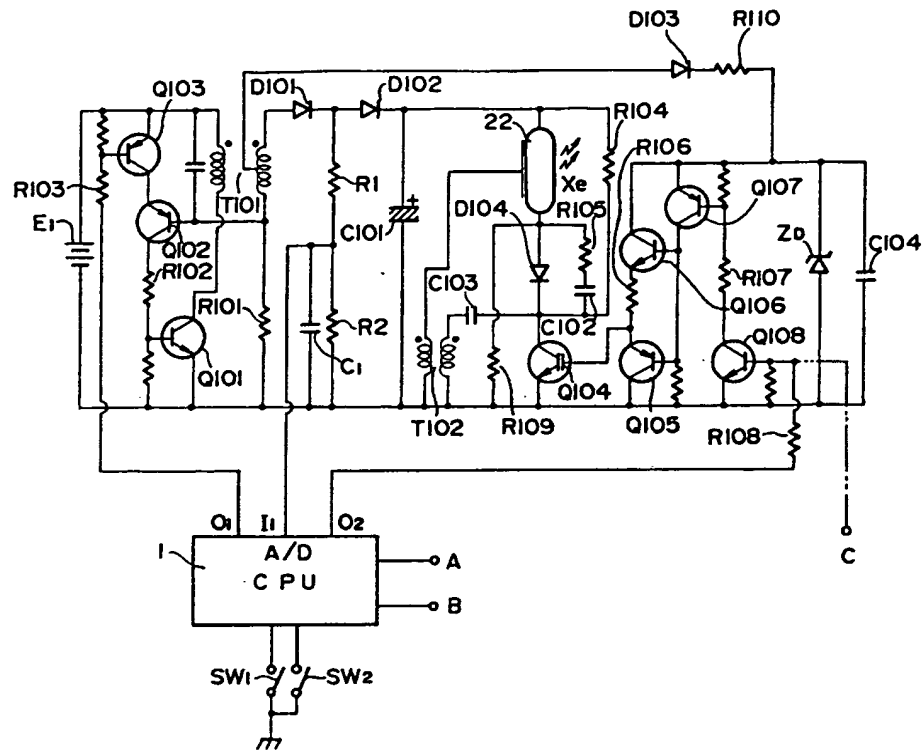 D103
R110
D101
D102
Q103
22
R104
R106
Xe
R103
T101
R1
D104
R105
Q107
E1
C101
ZD
C104
Q102
R102
C103
R107
Q106
R101
R2
C102
Q108
Q101
C1
Q104
T102
R109
Q105
R108
O1
I1
O2
C
1
A/D
CPU
A
B
SW1
SW2